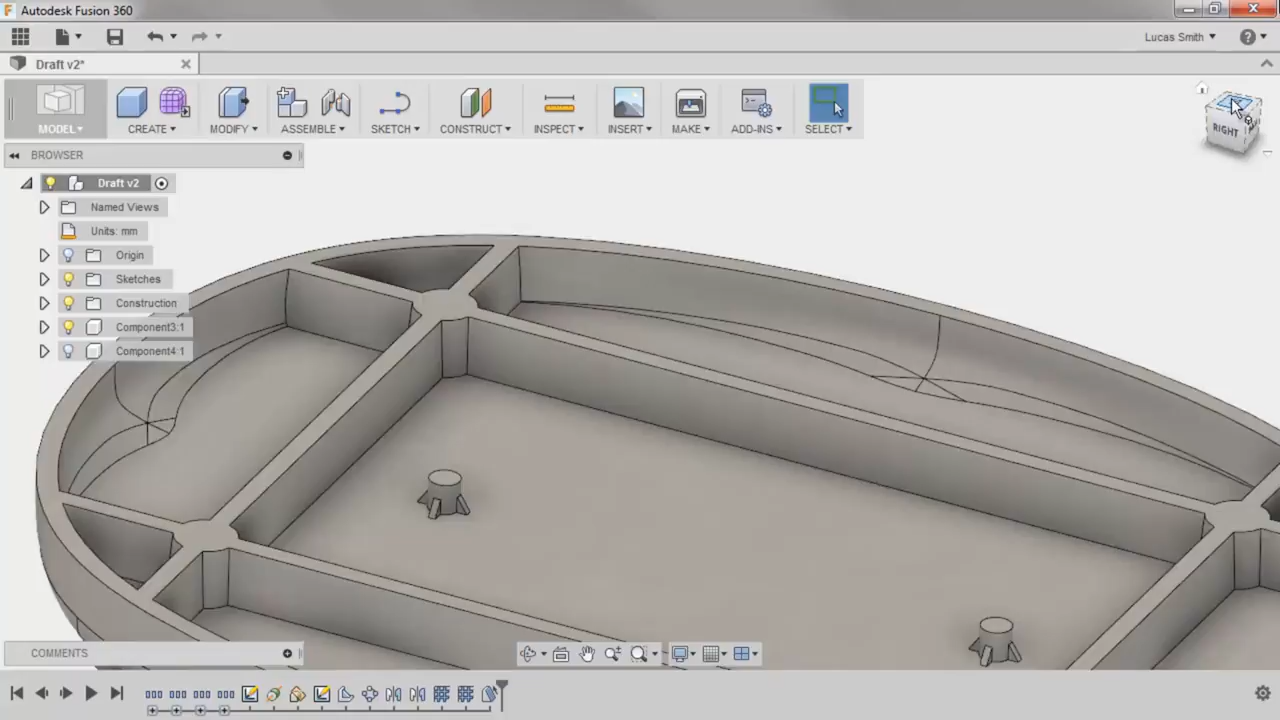 Autodesk Fusion 360
Lucas Smith
Draft v2*
MODEL
CREATE
MODIFY
ASSEMBLE
SKETCH
CONSTRUCT
INSPECT
INSERT
MAKE
ADD-INS
SELECT
RIGHT
BROWSER
Draft v2
Named Views
Units: mm
Origin
Sketches
Construction
Component3:1
Component4:1
COMMENTS